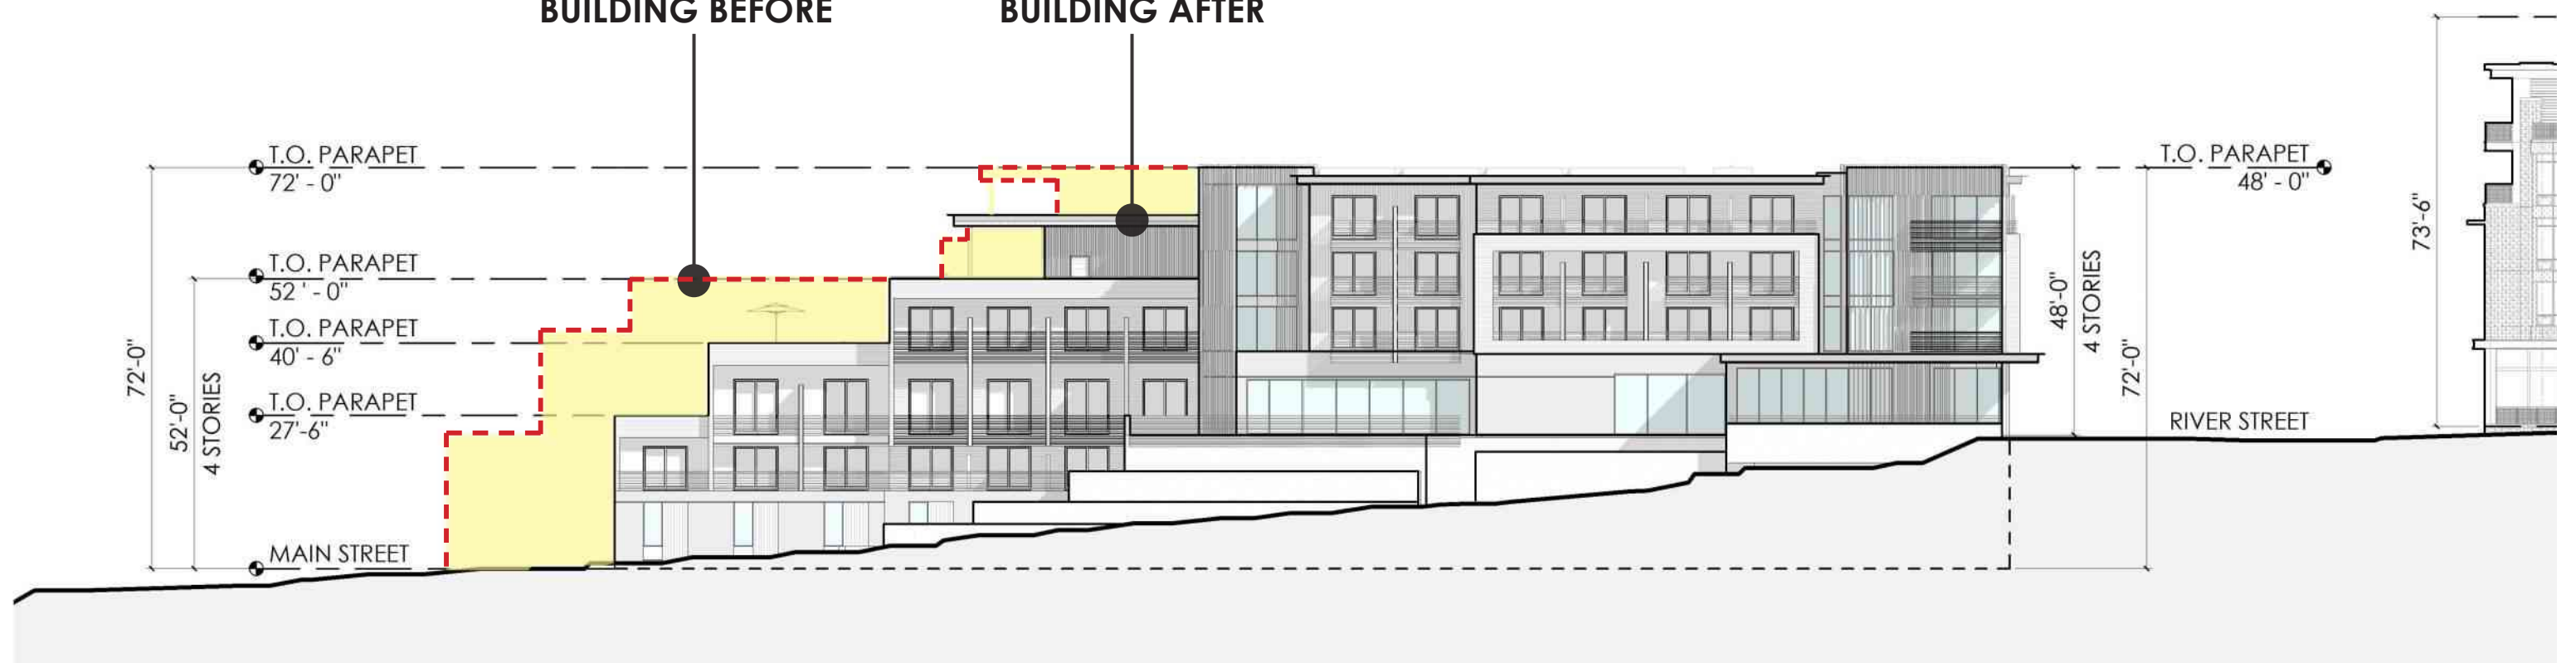 BUILDING BEFORE
BUILDING AFTER
T.O. PARAPET
72' - 0"
T.O. PARAPET
52 ' - 0"
T.O. PARAPET
40' - 6"
T.O. PARAPET
27'-6"
MAIN STREET
72'-0"
52'-0"
4 STORIES
T.O. PARAPET
48' - 0"
48'-0"
4 STORIES
72'-0"
RIVER STREET
73'-6"